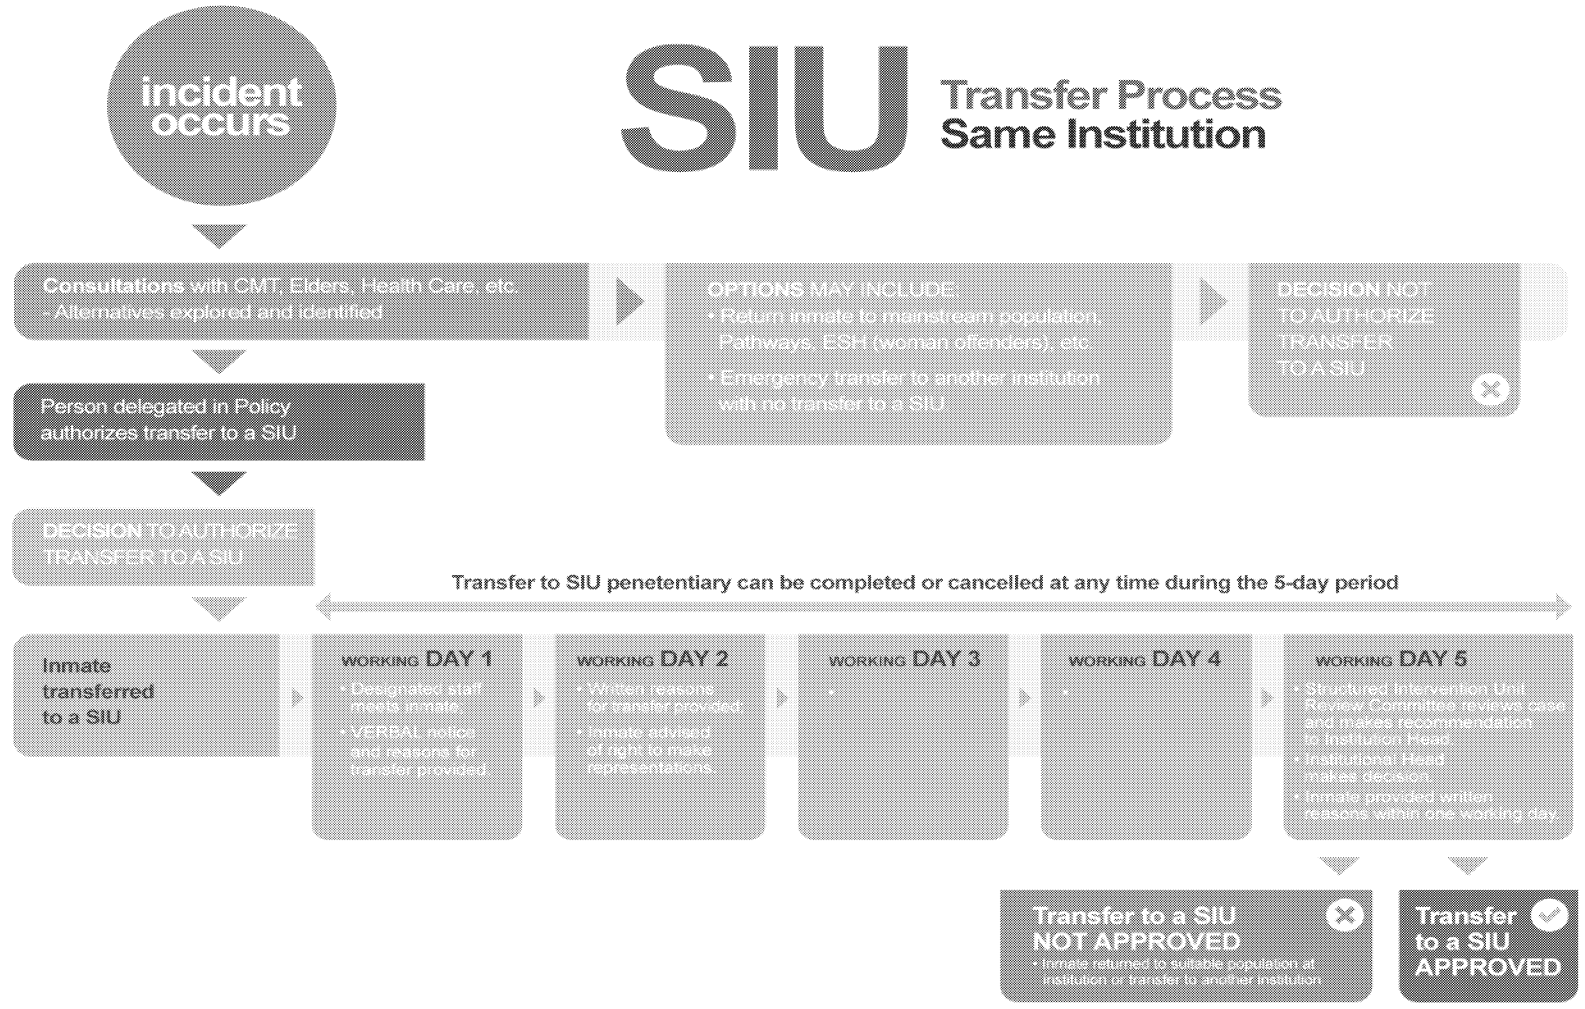 incident
occurs
SIU
Transfer Process
Same Institution
Consultations with CMT, Elders, Health Care, etc.
- Alternatives explored and identified
OPTIONS MAY INCLUDE:
• Return inmate to mainstream population,
Pathways, ESH (woman offenders), etc.
• Emergency transfer to another institution
with no transfer to a SIU
DECISION NOT
TO AUTHORIZE
TRANSFER
TO A SIU
Person delegated in Policy
authorizes transfer to a SIU
DECISION TO AUTHORIZE
TRANSFER TO A SIU
Transfer to SIU penetentiary can be completed or cancelled at any time during the 5-day period
Inmate
transferred
to a SIU
WORKING DAY 1
• Designated staff
meets inmate;
• VERBAL notice
and reasons for
transfer provided.
WORKING DAY 2
• Written reasons
for transfer provided;
• Inmate advised
of right to make
representations.
WORKING DAY 3
•
WORKING DAY 4
•
WORKING DAY 5
• Structured Intervention Unit
Review Committee reviews case
and makes recommendation
to Institution Head.
• Institutional Head
makes decision.
• Inmate provided written
reasons within one working day.
Transfer to a SIU
NOT APPROVED
• Inmate returned to suitable population at
institution or transfer to another institution
Transfer
to a SIU
APPROVED